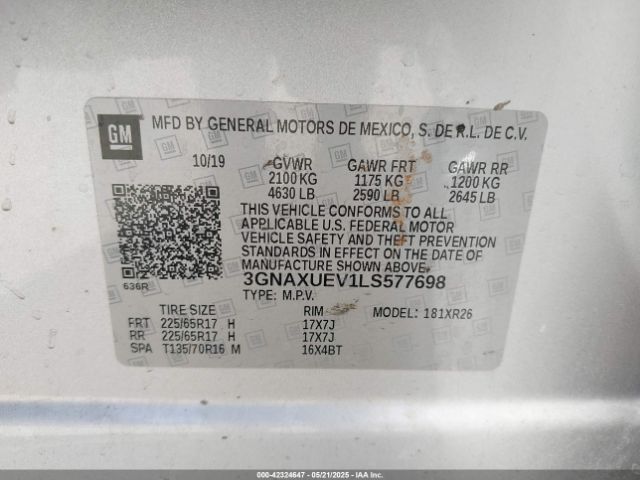 GM
MFD BY GENERAL MOTORS DE MEXICO, S. DE R.L. DE C.V.
10/19 GVWR GAWR FRT GAWR RR
2100 KG 1175 KG 1200 KG
4630 LB 2590 LB 2645 LB
THIS VEHICLE CONFORMS TO ALL
APPLICABLE U.S. FEDERAL MOTOR
VEHICLE SAFETY AND THEFT PREVENTION
STANDARDS IN EFFECT ON THE DATE OF
MANUFACTURE SHOWN ABOVE.
3GNAXUEV1LS577698
636R
TYPE: M.P.V.
TIRE SIZE RIM MODEL: 181XR26
FRT 225/65R17 H 17X7J
RR 225/65R17 H 17X7J
SPA T135/70R16 M 16X4BT
000-42324647 - 05/21/2025 - IAAI.COM